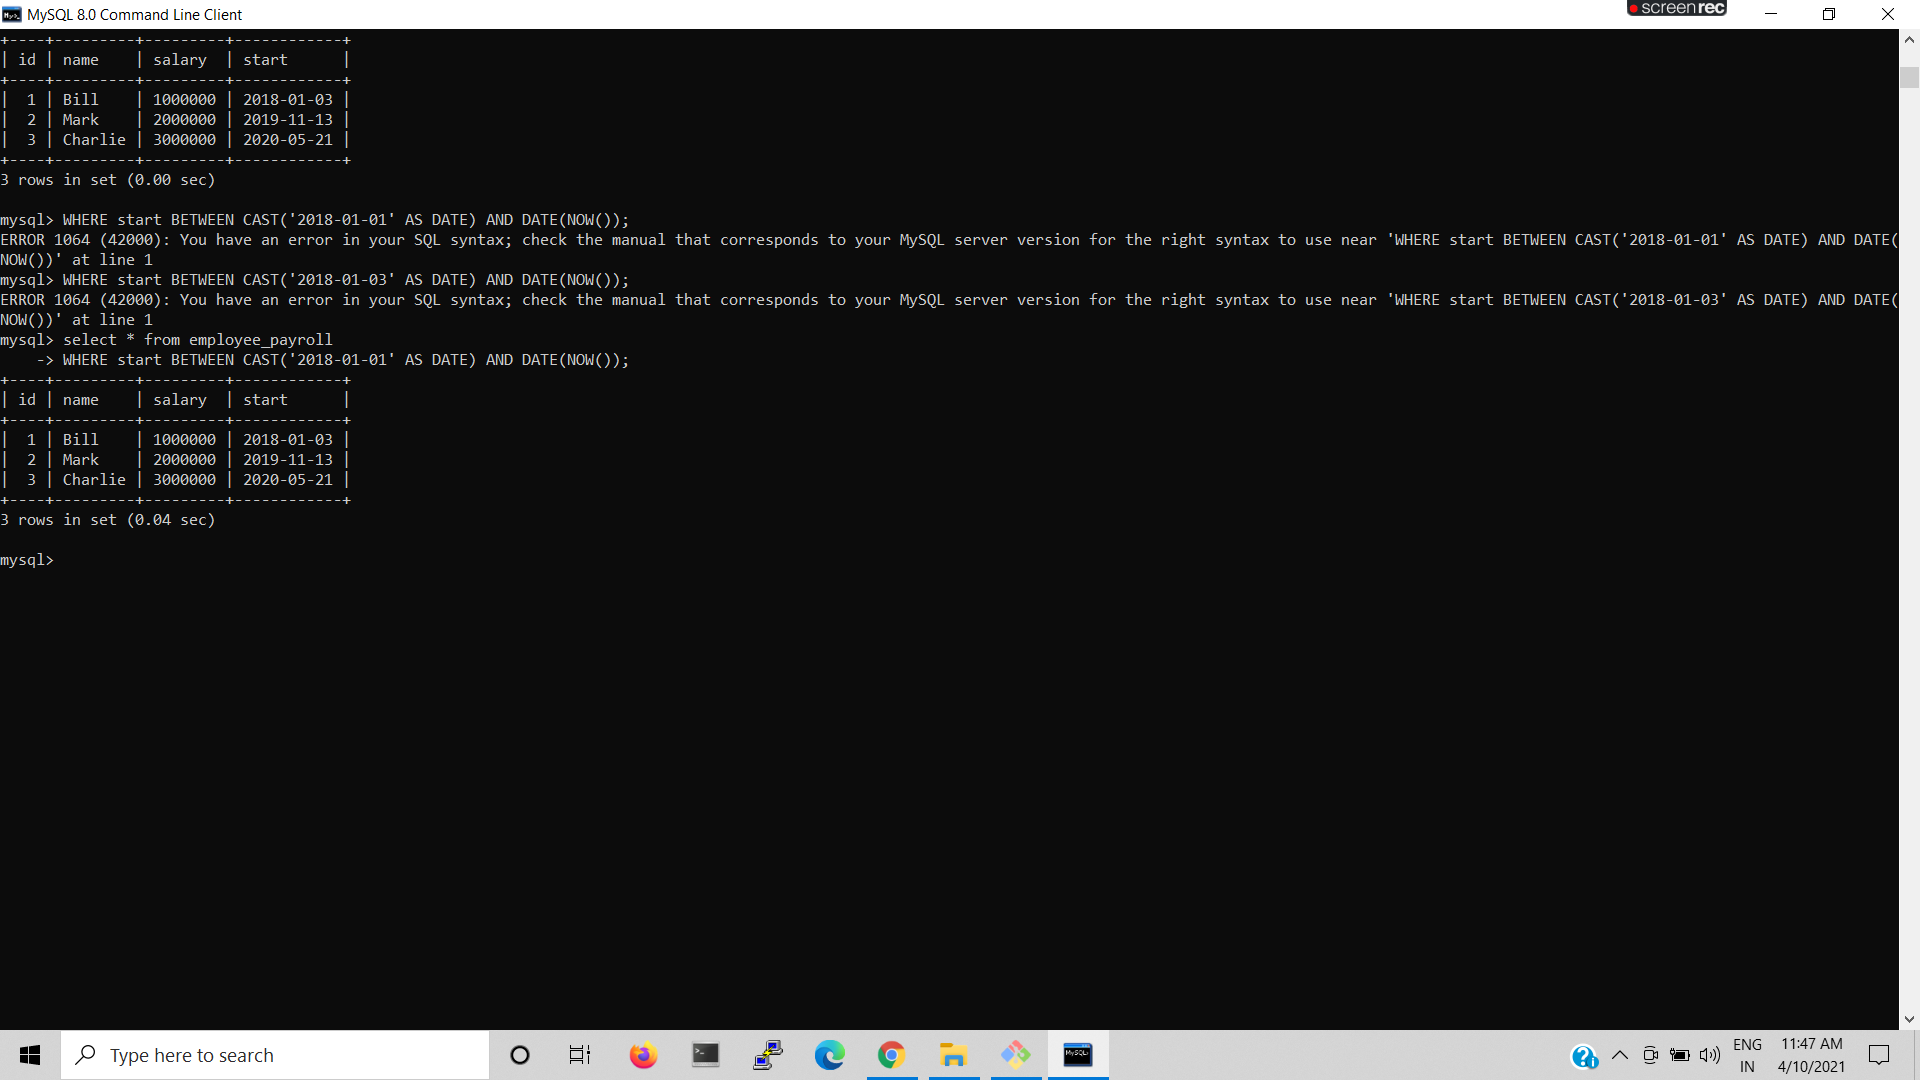 MySQL 8.0 Command Line Client
screenrec
+----+---------+---------+------------+
| id | name    | salary  | start      |
+----+---------+---------+------------+
|  1 | Bill    | 1000000 | 2018-01-03 |
|  2 | Mark    | 2000000 | 2019-11-13 |
|  3 | Charlie | 3000000 | 2020-05-21 |
+----+---------+---------+------------+
3 rows in set (0.00 sec)
mysql> WHERE start BETWEEN CAST('2018-01-01' AS DATE) AND DATE(NOW());
ERROR 1064 (42000): You have an error in your SQL syntax; check the manual that corresponds to your MySQL server version for the right syntax to use near 'WHERE start BETWEEN CAST('2018-01-01' AS DATE) AND DATE(
NOW())' at line 1
mysql> WHERE start BETWEEN CAST('2018-01-03' AS DATE) AND DATE(NOW());
ERROR 1064 (42000): You have an error in your SQL syntax; check the manual that corresponds to your MySQL server version for the right syntax to use near 'WHERE start BETWEEN CAST('2018-01-03' AS DATE) AND DATE(
NOW())' at line 1
mysql> select * from employee_payroll
    -> WHERE start BETWEEN CAST('2018-01-01' AS DATE) AND DATE(NOW());
+----+---------+---------+------------+
| id | name    | salary  | start      |
+----+---------+---------+------------+
|  1 | Bill    | 1000000 | 2018-01-03 |
|  2 | Mark    | 2000000 | 2019-11-13 |
|  3 | Charlie | 3000000 | 2020-05-21 |
+----+---------+---------+------------+
3 rows in set (0.04 sec)
mysql>
Type here to search
ENG
IN
11:47 AM
4/10/2021